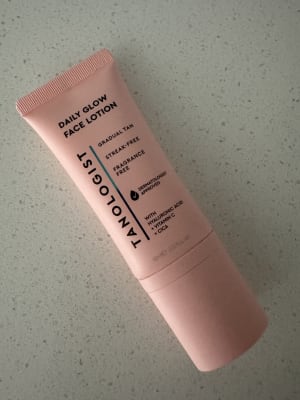 DAILY GLOW
FACE LOTION
TANOLOGIST
GRADUAL TAN
STREAK-FREE
FRAGRANCE
FREE
DERMATOLOGIST
APPROVED
WITH
HYALURONIC ACID
+ VITAMIN C
+ CICA